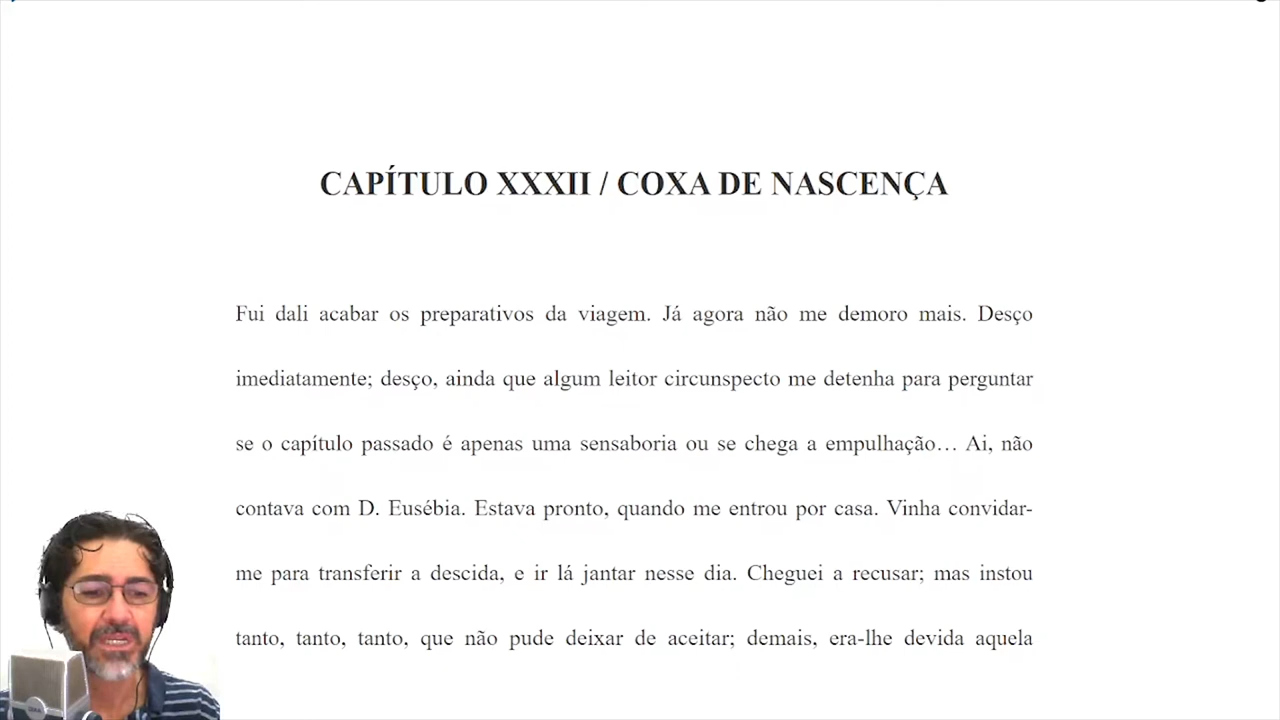 CAPÍTULO XXXII / COXA DE NASCENÇA
Fui dali acabar os preparativos da viagem. Já agora não me demoro mais. Desço
imediatamente; desço, ainda que algum leitor circunspecto me detenha para perguntar
se o capítulo passado é apenas uma sensaboria ou se chega a empulhação… Ai, não
contava com D. Eusébia. Estava pronto, quando me entrou por casa. Vinha convidar-
me para transferir a descida, e ir lá jantar nesse dia. Cheguei a recusar; mas instou
tanto, tanto, tanto, que não pude deixar de aceitar; demais, era-lhe devida aquela